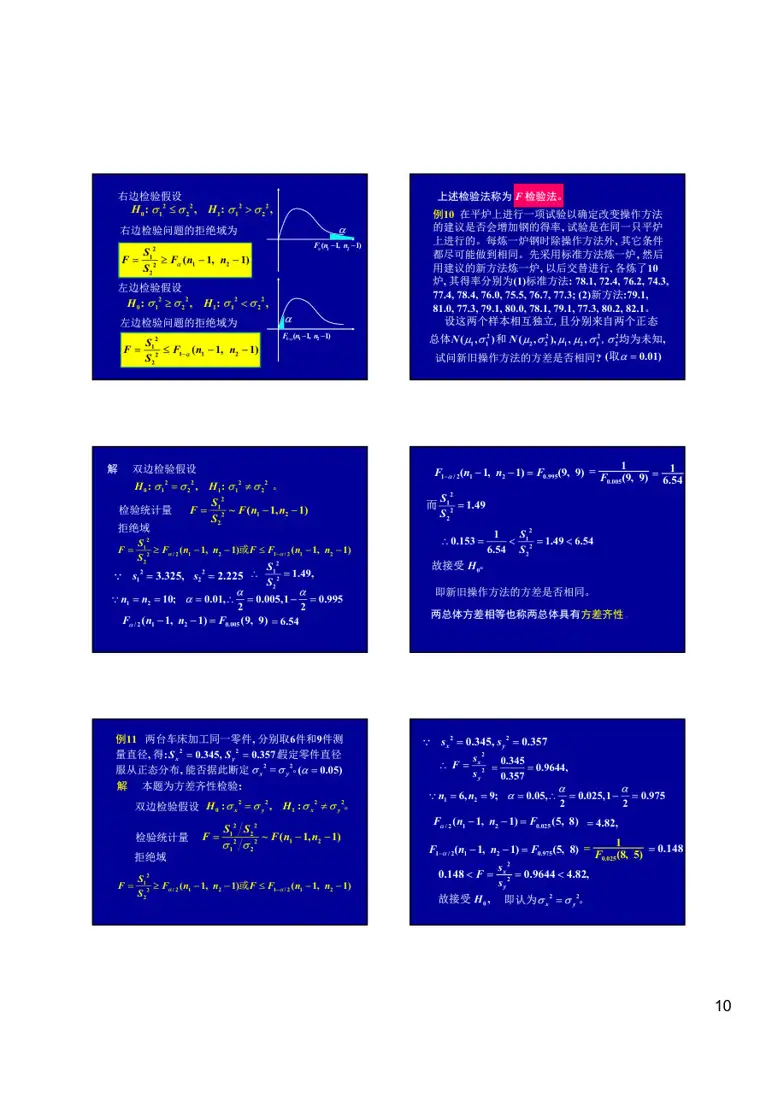 右边检验假设
H₀: σ₁² ≤ σ₂², H₁: σ₁² > σ₂²,
右边检验问题的拒绝域为
F = S₁²/S₂² ≥ Fα(n₁ − 1, n₂ − 1)
α
Fα(n₁ −1, n₂ −1)
左边检验假设
H₀: σ₁² ≥ σ₂², H₁: σ₁² < σ₂²,
左边检验问题的拒绝域为
F = S₁²/S₂² ≤ F₁₋α(n₁ − 1, n₂ − 1)
α
F₁₋α(n₁ −1, n₂ −1)
上述检验法称为 F 检验法。
例10 在平炉上进行一项试验以确定改变操作方法
的建议是否会增加钢的得率, 试验是在同一只平炉
上进行的。每炼一炉钢时除操作方法外, 其它条件
都尽可能做到相同。先采用标准方法炼一炉, 然后
用建议的新方法炼一炉, 以后交替进行, 各炼了10
炉, 其得率分别为(1)标准方法: 78.1, 72.4, 76.2, 74.3,
77.4, 78.4, 76.0, 75.5, 76.7, 77.3; (2)新方法:79.1,
81.0, 77.3, 79.1, 80.0, 78.1, 79.1, 77.3, 80.2, 82.1。
设这两个样本相互独立, 且分别来自两个正态
总体N(μ₁,σ₁²)和 N(μ₂,σ₂²), μ₁, μ₂, σ₁², σ₂²均为未知,
试问新旧操作方法的方差是否相同? (取α = 0.01)
解 双边检验假设
H₀: σ₁² = σ₂², H₁: σ₁² ≠ σ₂² 。
检验统计量 F = S₁²/S₂² ~ F(n₁ − 1, n₂ − 1)
拒绝域
F = S₁²/S₂² ≥ Fα/2(n₁ − 1, n₂ − 1)或F ≤ F₁₋α/2(n₁ − 1, n₂ − 1)
∵ s₁² = 3.325, s₂² = 2.225 ∴ S₁²/S₂² = 1.49,
∵ n₁ = n₂ = 10; α = 0.01,∴ α/2 = 0.005,1− α/2 = 0.995
Fα/2(n₁ − 1, n₂ − 1) = F₀.₀₀₅(9, 9) = 6.54
F₁₋α/2(n₁ − 1, n₂ − 1) = F₀.₉₉₅(9, 9) = 1/F₀.₀₀₅(9, 9) = 1/6.54
而 S₁²/S₂² = 1.49
∴ 0.153 = 1/6.54 < S₁²/S₂² = 1.49 < 6.54
故接受 H₀。
即新旧操作方法的方差是否相同。
两总体方差相等也称两总体具有方差齐性
例11 两台车床加工同一零件, 分别取6件和9件测
量直径, 得:Sₓ² = 0.345, Sᵧ² = 0.357.假定零件直径
服从正态分布, 能否据此断定 σₓ² = σᵧ²。(α = 0.05)
解 本题为方差齐性检验:
双边检验假设 H₀: σₓ² = σᵧ², H₁: σₓ² ≠ σᵧ²。
检验统计量 F = S₁²/σ₁² / S₂²/σ₂² ~ F(n₁ − 1, n₂ − 1)
拒绝域
F = S₁²/S₂² ≥ Fα/2(n₁ − 1, n₂ − 1)或F ≤ F₁₋α/2(n₁ − 1, n₂ − 1)
∵ sₓ² = 0.345, sᵧ² = 0.357
∴ F = sₓ²/sᵧ² = 0.345/0.357 = 0.9644,
∵ n₁ = 6, n₂ = 9; α = 0.05,∴ α/2 = 0.025,1− α/2 = 0.975
Fα/2(n₁ − 1, n₂ − 1) = F₀.₀₂₅(5, 8) = 4.82,
F₁₋α/2(n₁ − 1, n₂ − 1) = F₀.₉₇₅(5, 8) = 1/F₀.₀₂₅(8, 5) = 0.148
0.148 < F = sₓ²/sᵧ² = 0.9644 < 4.82,
故接受 H₀, 即认为σₓ² = σᵧ²。
10